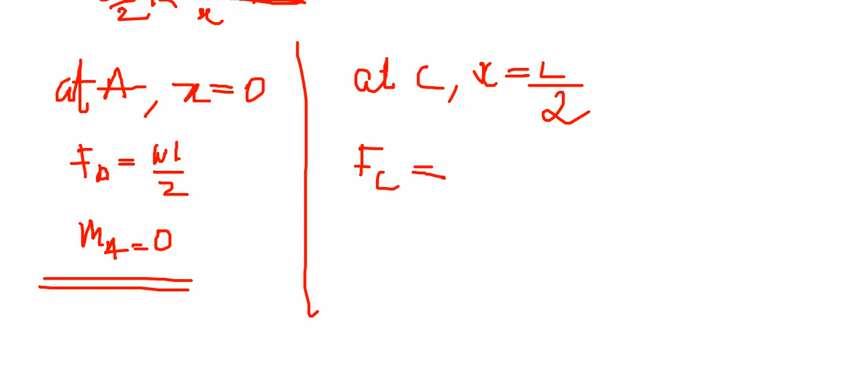 at A, x=0
F_A = wl/2
M_A=0
at C, x=L/2
F_C =